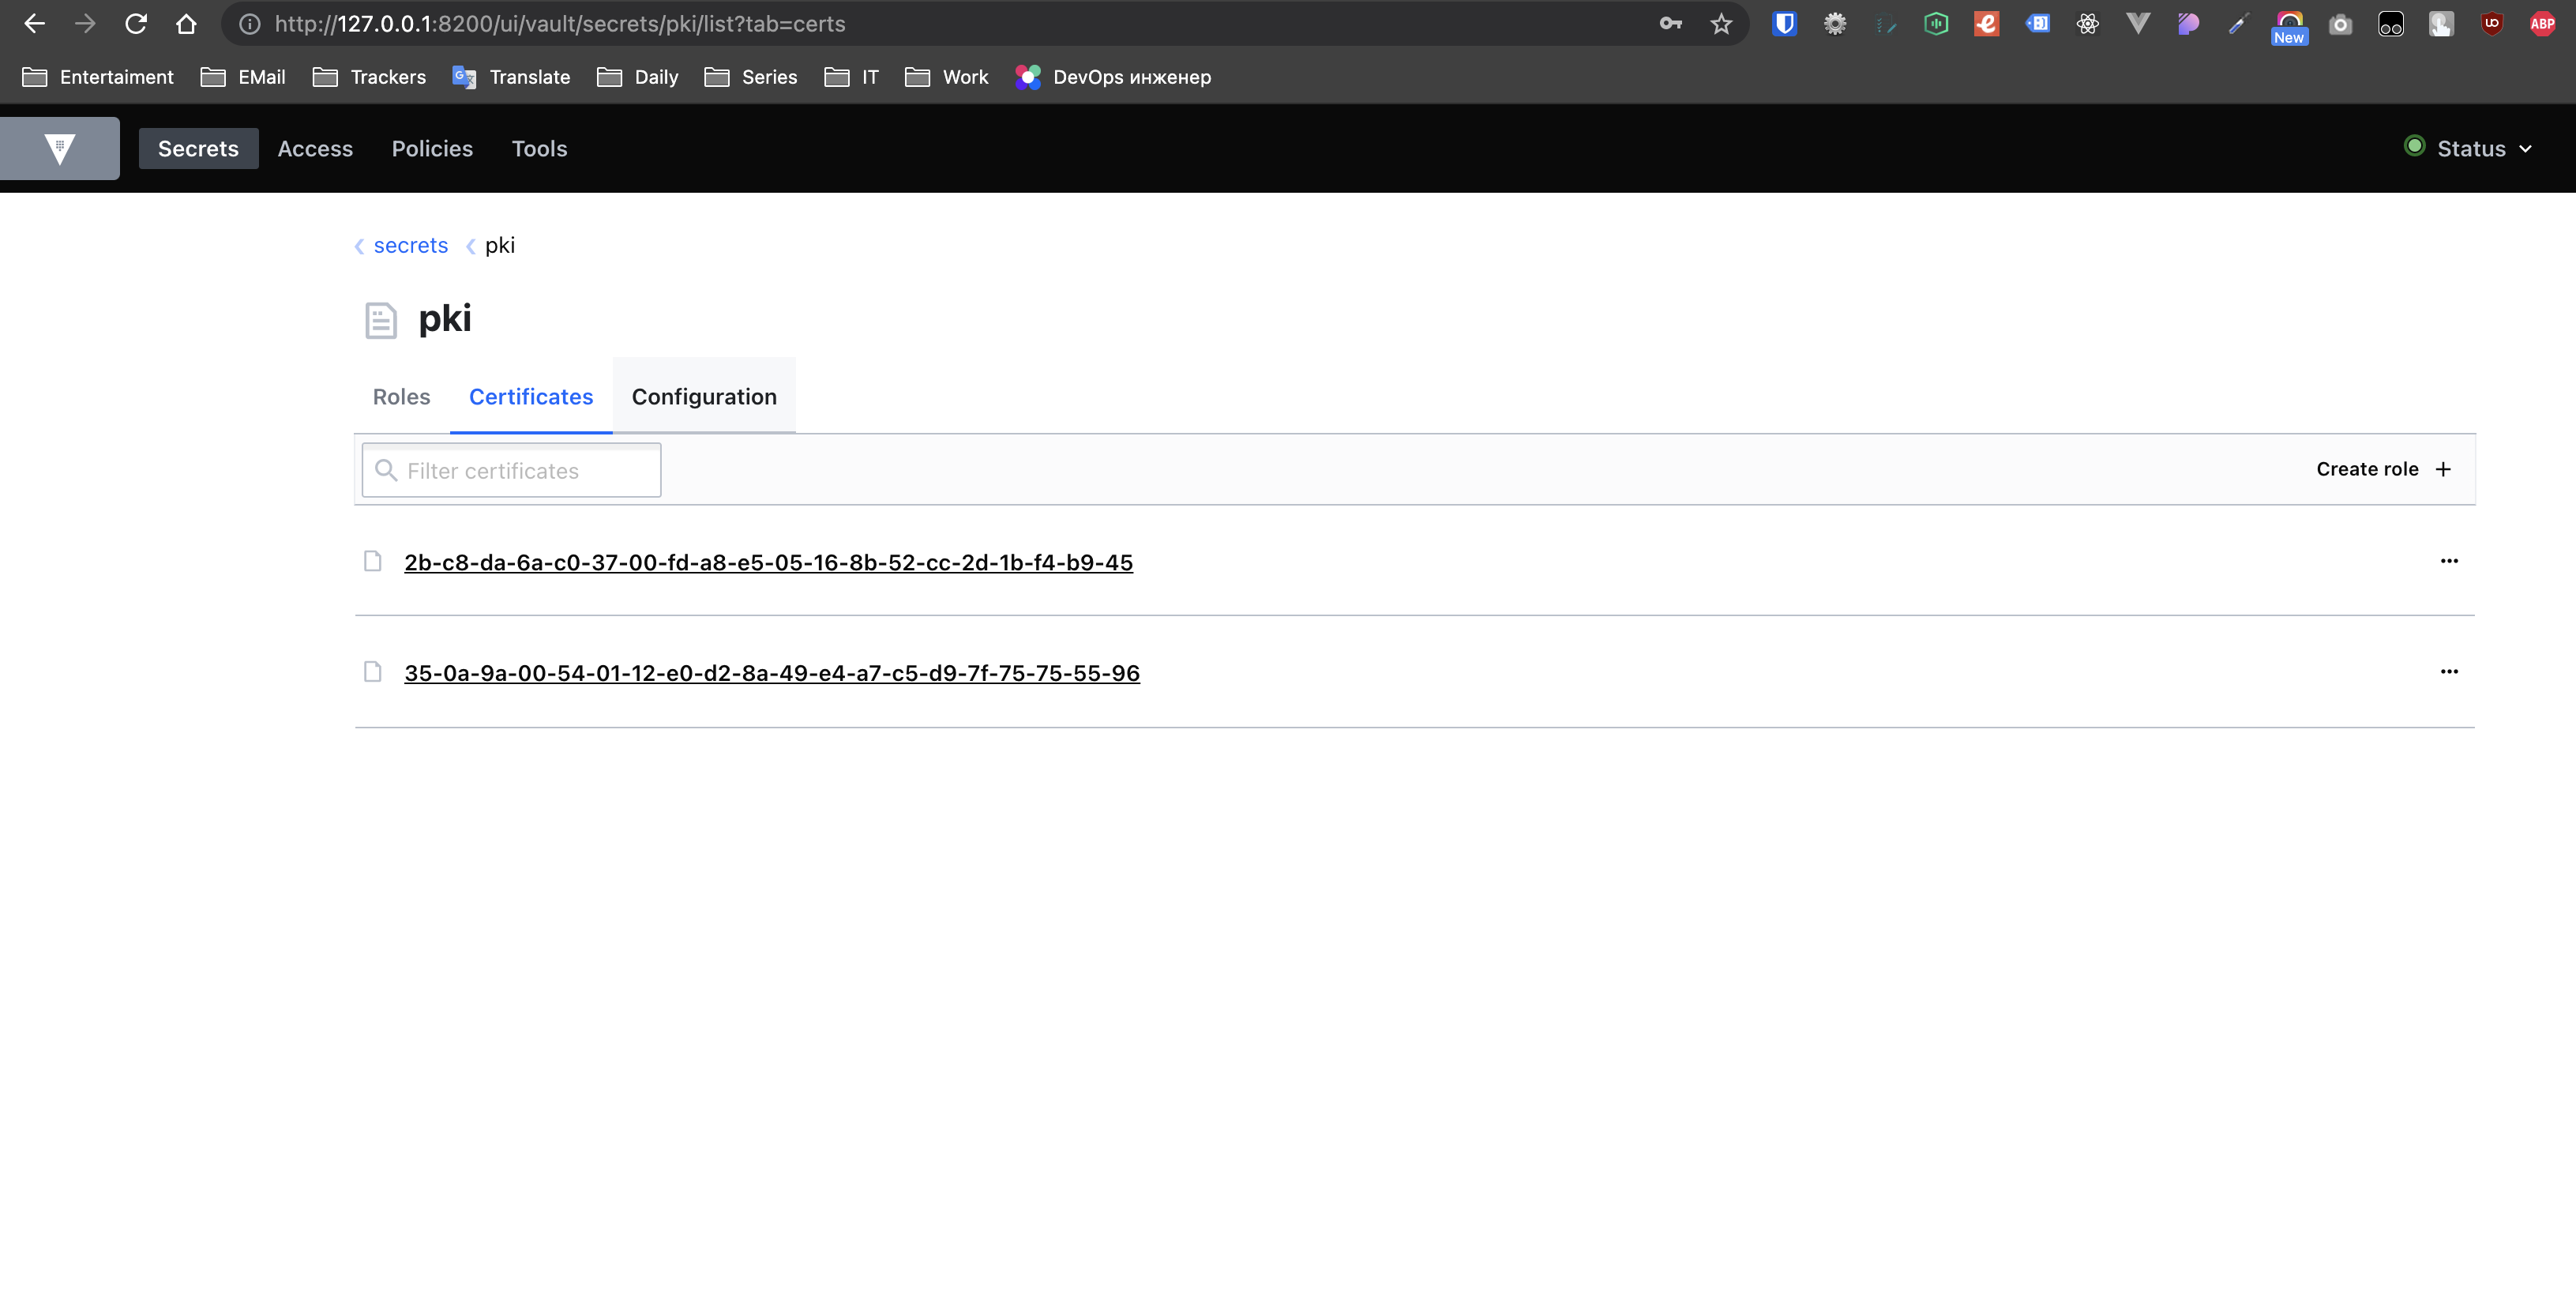 http://127.0.0.1:8200/ui/vault/secrets/pki/list?tab=certs
New
ABP
Entertaiment EMail Trackers Translate Daily Series IT Work DevOps инженер
Secrets Access Policies Tools Status
secrets pki
pki
Roles Certificates Configuration
Filter certificates Create role
2b-c8-da-6a-c0-37-00-fd-a8-e5-05-16-8b-52-cc-2d-1b-f4-b9-45
35-0a-9a-00-54-01-12-e0-d2-8a-49-e4-a7-c5-d9-7f-75-75-55-96